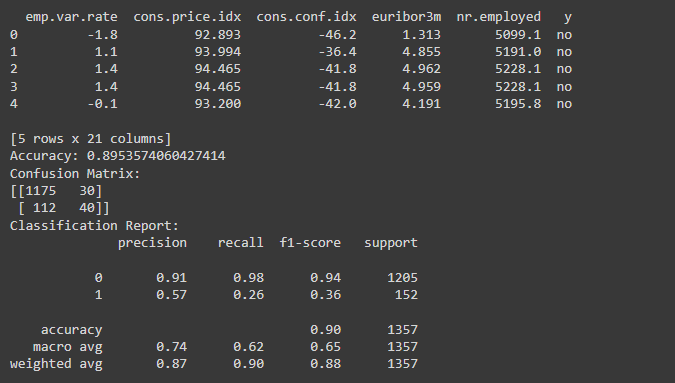 emp.var.rate cons.price.idx cons.conf.idx euribor3m nr.employed y
0 -1.8 92.893 -46.2 1.313 5099.1 no
1 1.1 93.994 -36.4 4.855 5191.0 no
2 1.4 94.465 -41.8 4.962 5228.1 no
3 1.4 94.465 -41.8 4.959 5228.1 no
4 -0.1 93.200 -42.0 4.191 5195.8 no
[5 rows x 21 columns]
Accuracy: 0.8953574060427414
Confusion Matrix:
[[1175 30]
[ 112 40]]
Classification Report:
precision recall f1-score support
0 0.91 0.98 0.94 1205
1 0.57 0.26 0.36 152
accuracy 0.90 1357
macro avg 0.74 0.62 0.65 1357
weighted avg 0.87 0.90 0.88 1357